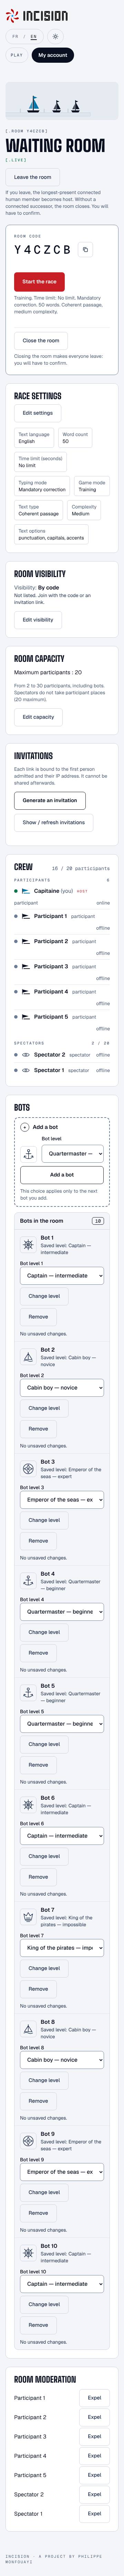 INCISION
FR / EN
PLAY
My account
[.ROOM Y4CZCB]
WAITING ROOM
[.LIVE]
Leave the room
If you leave, the longest-present connected
human member becomes host. Without a
connected successor, the room closes. You will
have to confirm.
ROOM CODE
Y4CZCB
Start the race
Training. Time limit: No limit. Mandatory
correction, 50 words. Coherent passage,
medium complexity.
Close the room
Closing the room makes everyone leave:
you will have to confirm.
RACE SETTINGS
Edit settings
Text language
English
Word count
50
Time limit (seconds)
No limit
Typing mode
Mandatory correction
Game mode
Training
Text type
Coherent passage
Complexity
Medium
Text options
punctuation, capitals, accents
ROOM VISIBILITY
Visibility: By code
Not listed. Join with the code or an
invitation link.
Edit visibility
ROOM CAPACITY
Maximum participants : 20
From 2 to 30 participants, including bots.
Spectators do not take participant places
(20 maximum).
Edit capacity
INVITATIONS
Each link is bound to the first person
admitted and their IP address. It cannot be
shared afterwards.
Generate an invitation
Show / refresh invitations
CREW
16 / 20 participants
PARTICIPANTS 6
Capitaine (you) HOST
participant online
Participant 1 participant
offline
Participant 2 participant
offline
Participant 3 participant
offline
Participant 4 participant
offline
Participant 5 participant
offline
SPECTATORS 2 / 20
Spectator 2 spectator offline
Spectator 1 spectator offline
BOTS
+ Add a bot
Bot level
Quartermaster —
Add a bot
This choice applies only to the next
bot you add.
Bots in the room 10
Bot 1
Saved level: Captain —
intermediate
Bot level 1
Captain — intermediate
Change level
Remove
No unsaved changes.
Bot 2
Saved level: Cabin boy —
novice
Bot level 2
Cabin boy — novice
Change level
Remove
No unsaved changes.
Bot 3
Saved level: Emperor of the
seas — expert
Bot level 3
Emperor of the seas — ex
Change level
Remove
No unsaved changes.
Bot 4
Saved level: Quartermaster
— beginner
Bot level 4
Quartermaster — beginne
Change level
Remove
No unsaved changes.
Bot 5
Saved level: Quartermaster
— beginner
Bot level 5
Quartermaster — beginne
Change level
Remove
No unsaved changes.
Bot 6
Saved level: Captain —
intermediate
Bot level 6
Captain — intermediate
Change level
Remove
No unsaved changes.
Bot 7
Saved level: King of the
pirates — impossible
Bot level 7
King of the pirates — impo
Change level
Remove
No unsaved changes.
Bot 8
Saved level: Cabin boy —
novice
Bot level 8
Cabin boy — novice
Change level
Remove
No unsaved changes.
Bot 9
Saved level: Emperor of the
seas — expert
Bot level 9
Emperor of the seas — ex
Change level
Remove
No unsaved changes.
Bot 10
Saved level: Captain —
intermediate
Bot level 10
Captain — intermediate
Change level
Remove
No unsaved changes.
ROOM MODERATION
Participant 1 Expel
Participant 2 Expel
Participant 3 Expel
Participant 4 Expel
Participant 5 Expel
Spectator 2 Expel
Spectator 1 Expel
INCISION · A PROJECT BY PHILIPPE